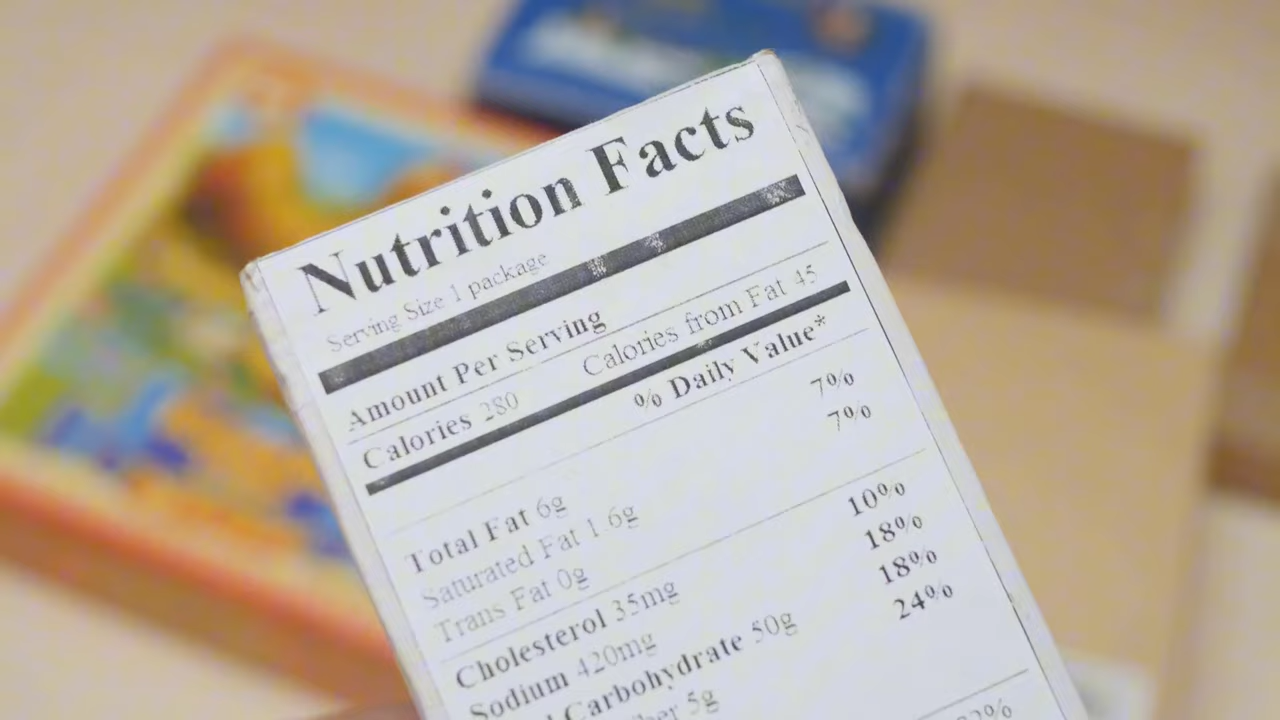 Nutrition Facts
Serving Size 1 package
Amount Per Serving
Calories 280 Calories from Fat 45
% Daily Value*
Total Fat 6g 7%
Saturated Fat 1.6g 7%
Trans Fat 0g
Cholesterol 35mg 10%
Sodium 420mg 18%
Carbohydrate 50g 18%
5g 24%